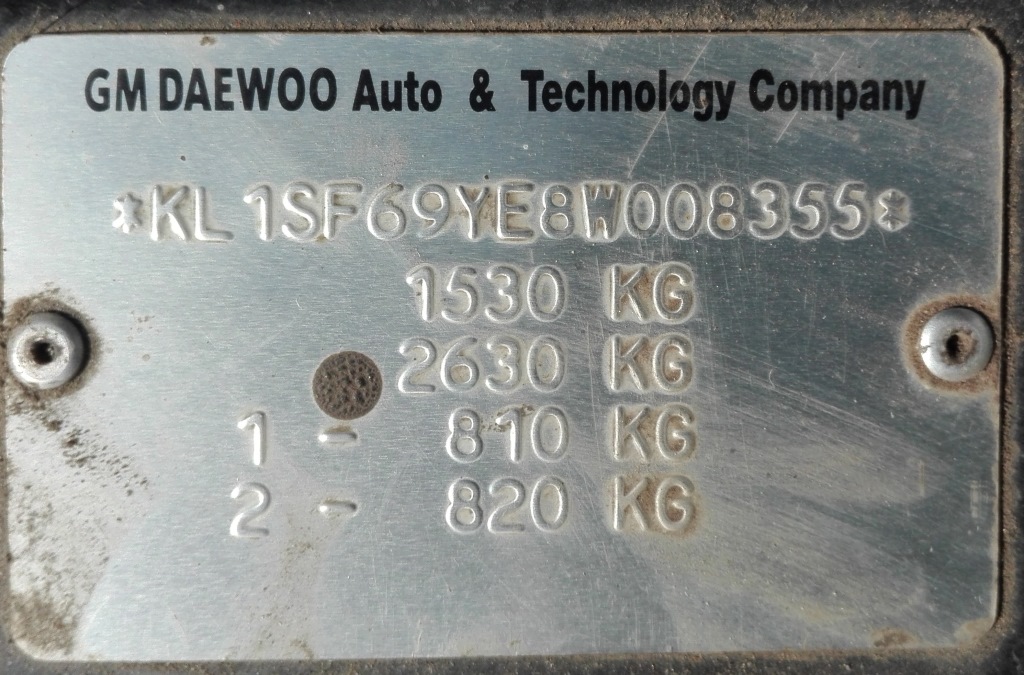 GM DAEWOO Auto & Technology Company
*KL1SF69YE8W008355*
1530 KG
2630 KG
1 - 810 KG
2 - 820 KG